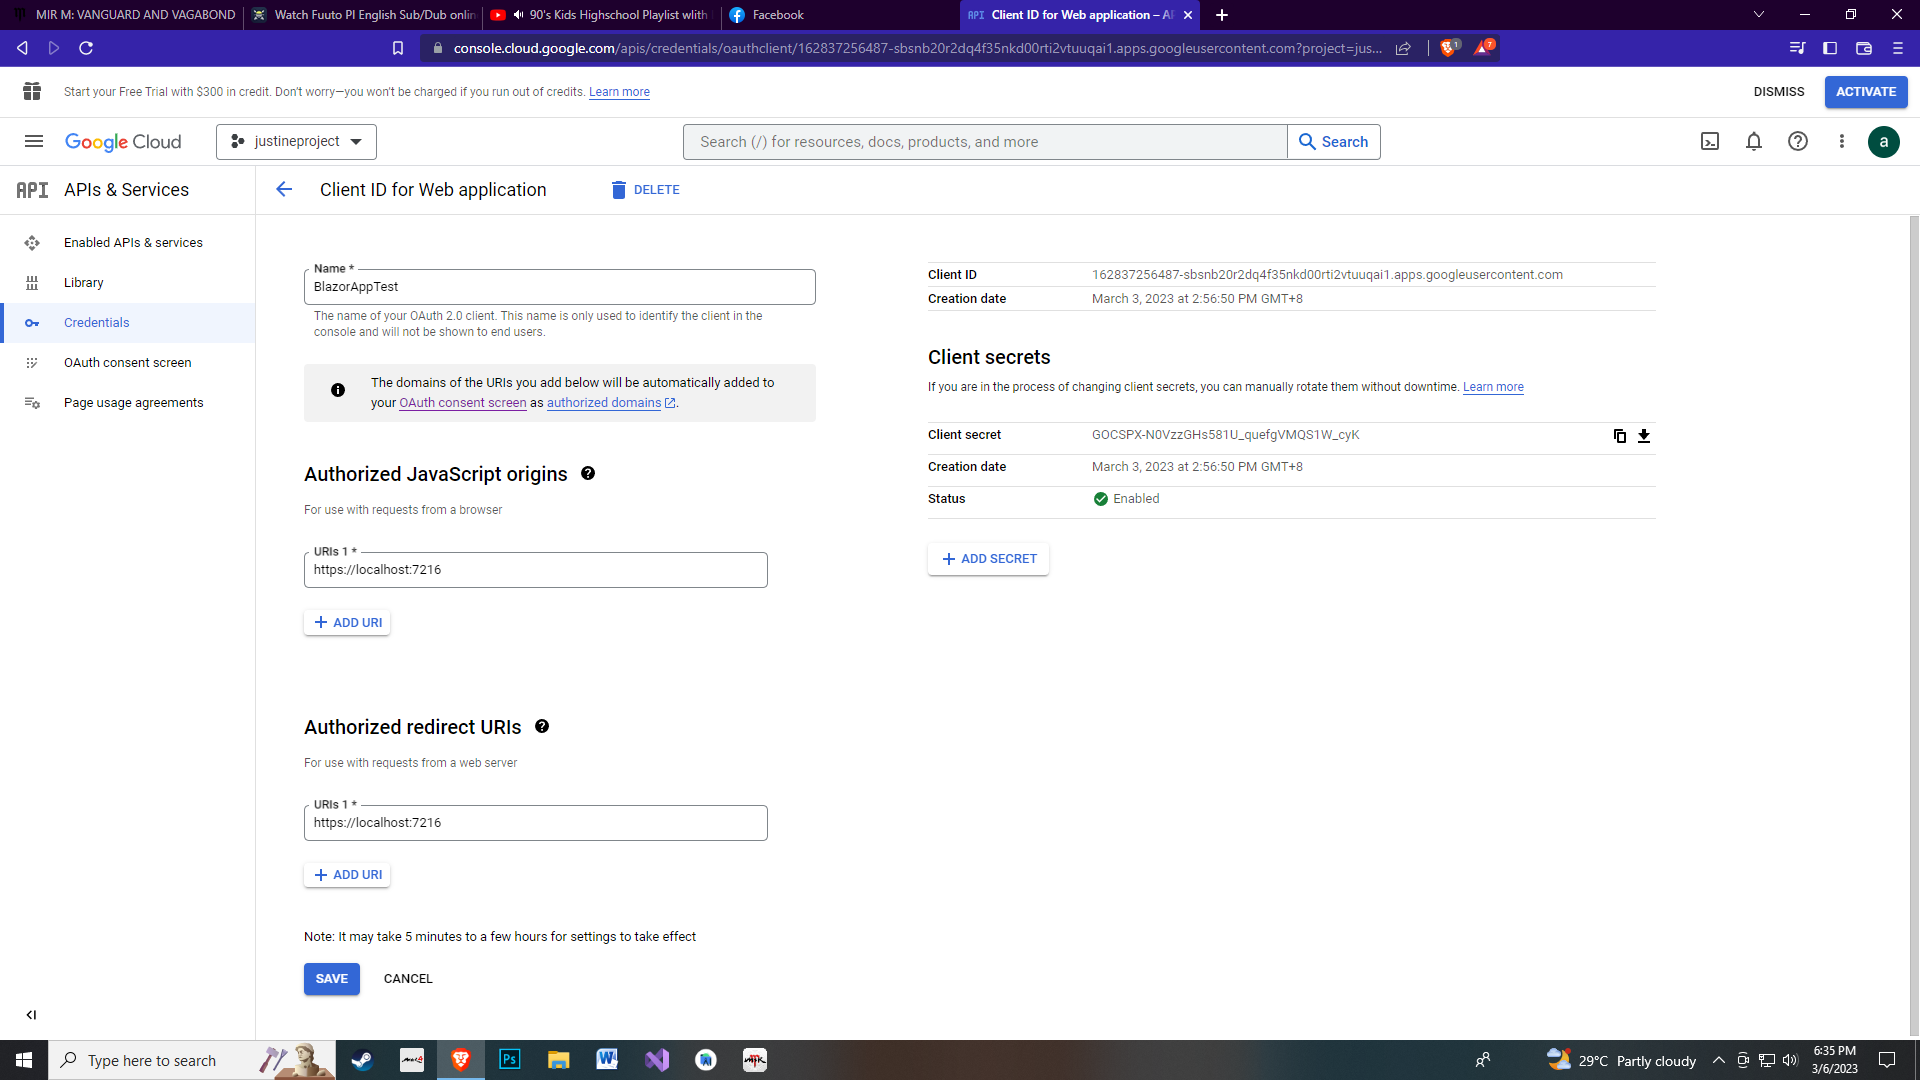 MIR M: VANGUARD AND VAGABOND
Watch Fuuto PI English Sub/Dub onlin
90's Kids Highschool Playlist wlith
Facebook
API Client ID for Web application – A
console.cloud.google.com/apis/credentials/oauthclient/162837256487-sbsnb20r2dq4f35nkd00rti2vtuuqai1.apps.googleusercontent.com?project=jus...
1
7
Start your Free Trial with $300 in credit. Don't worry—you won't be charged if you run out of credits. Learn more
DISMISS
ACTIVATE
Google Cloud
justineproject
Search (/) for resources, docs, products, and more
Search
a
API APIs & Services
Client ID for Web application
DELETE
Enabled APIs & services
Library
Credentials
OAuth consent screen
Page usage agreements
Name *
BlazorAppTest
The name of your OAuth 2.0 client. This name is only used to identify the client in the
console and will not be shown to end users.
The domains of the URIs you add below will be automatically added to
your OAuth consent screen as authorized domains.
Authorized JavaScript origins
For use with requests from a browser
URIs 1 *
https://localhost:7216
ADD URI
Authorized redirect URIs
For use with requests from a web server
URIs 1 *
https://localhost:7216
ADD URI
Note: It may take 5 minutes to a few hours for settings to take effect
SAVE
CANCEL
Client ID 162837256487-sbsnb20r2dq4f35nkd00rti2vtuuqai1.apps.googleusercontent.com
Creation date March 3, 2023 at 2:56:50 PM GMT+8
Client secrets
If you are in the process of changing client secrets, you can manually rotate them without downtime. Learn more
Client secret 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
Creation date March 3, 2023 at 2:56:50 PM GMT+8
Status Enabled
ADD SECRET
Type here to search
Ps
W
29°C Partly cloudy
6:35 PM
3/6/2023